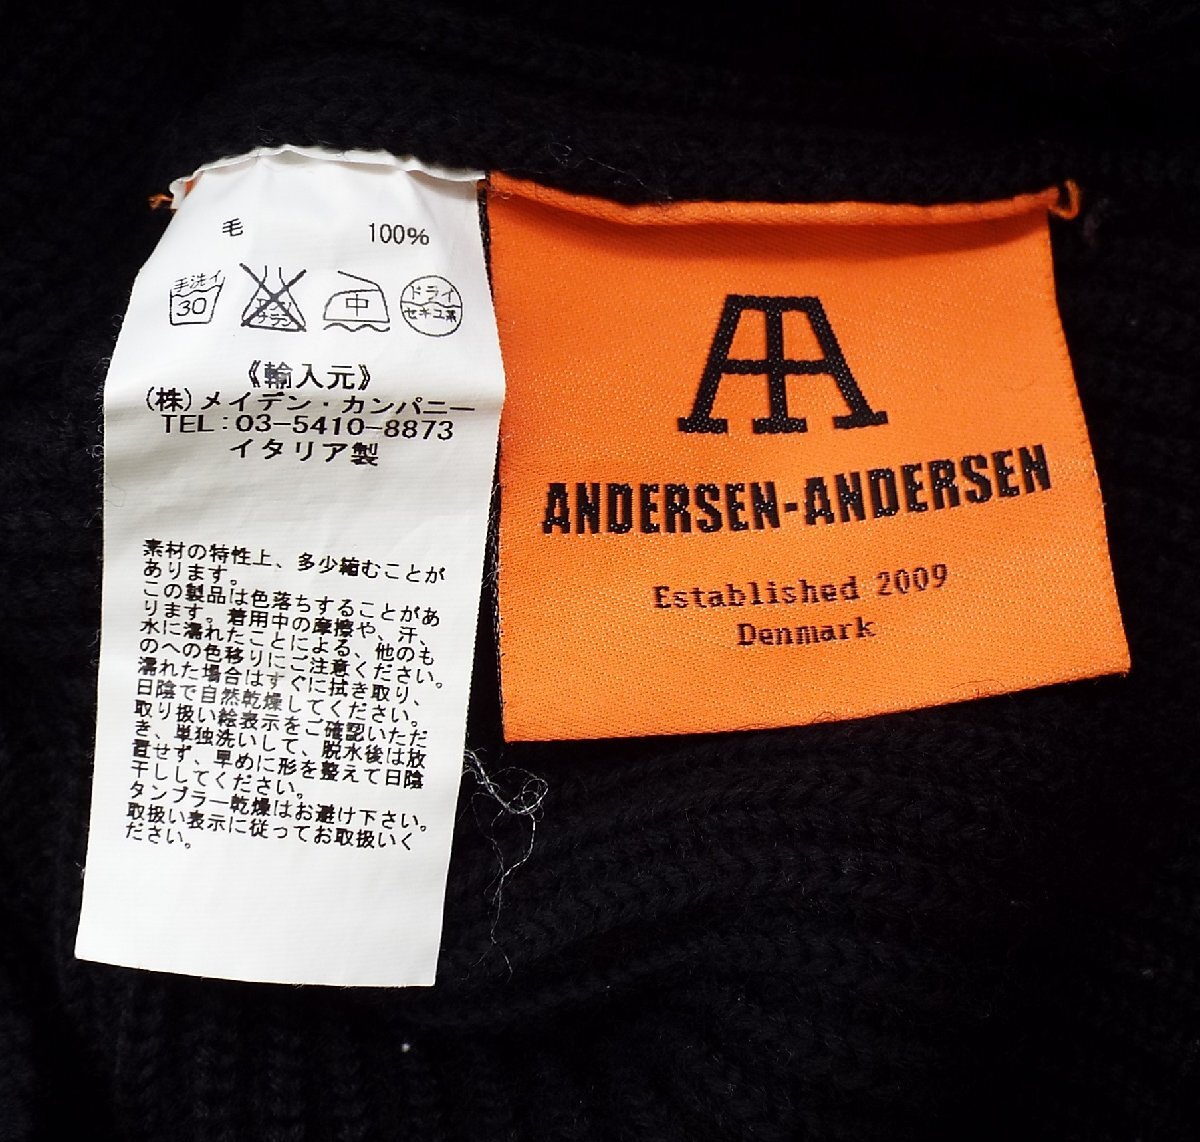 毛 100%
手洗イ
30
エンソ
サラシ
中
ドライ
セキユ系
《輸入元》
(株)メイデン・カンパニー
TEL:03-5410-8873
イタリア製
素材の特性上、多少縮むことが
あります。
この製品は色落ちすることがあ
ります。着用中の摩擦や、汗、
水に濡れたことによる、他のも
のへの色移りにご注意ください。
濡れた場合はすぐに拭き取り、
日陰で自然乾燥してください。
取り扱い絵表示をご確認いただ
き、単独洗いして、脱水後は放
置せず、早めに形を整えて日陰
干ししてください。
タンブラー乾燥はお避け下さい。
取扱い表示に従ってお取扱いく
ださい。
ANDERSEN-ANDERSEN
Established 2009
Denmark